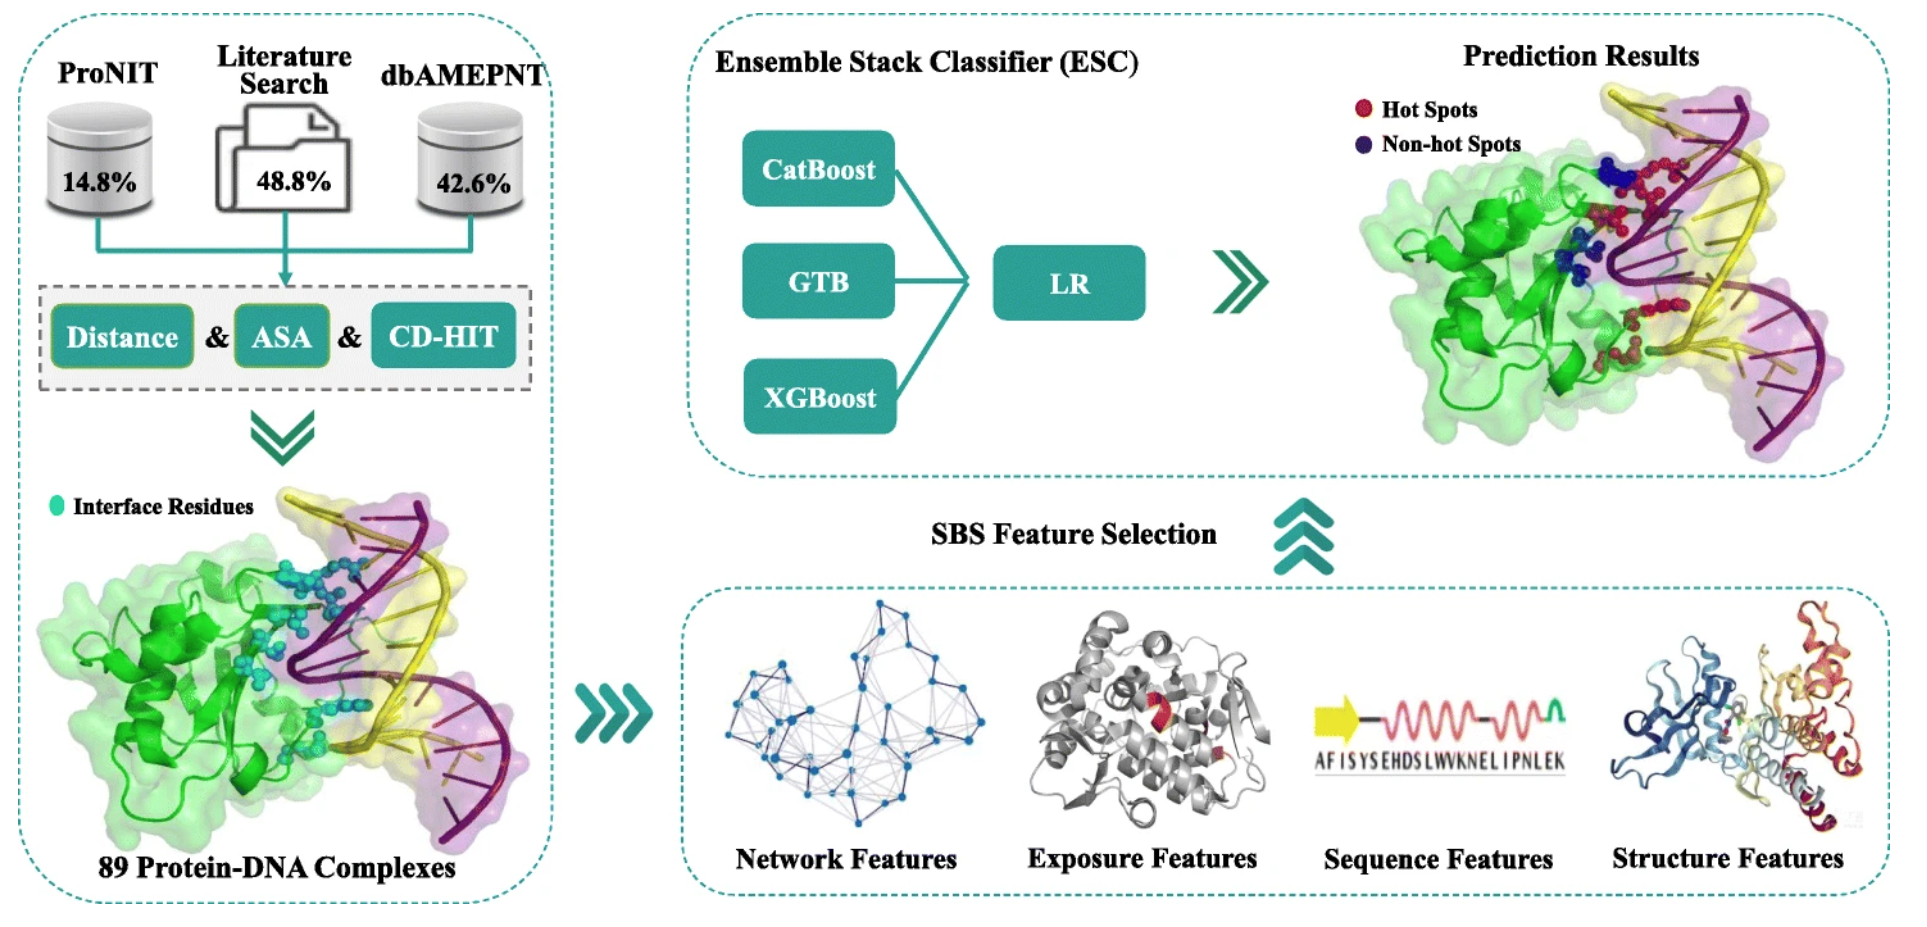 ProNIT
Literature
Search
dbAMEPNT
14.8%
48.8%
42.6%
Distance & ASA & CD-HIT
Interface Residues
89 Protein-DNA Complexes
Ensemble Stack Classifier (ESC)
CatBoost
GTB
XGBoost
LR
Prediction Results
Hot Spots
Non-hot Spots
SBS Feature Selection
AFISYSEHDSLWVKNELIPNLEK
Network Features
Exposure Features
Sequence Features
Structure Features